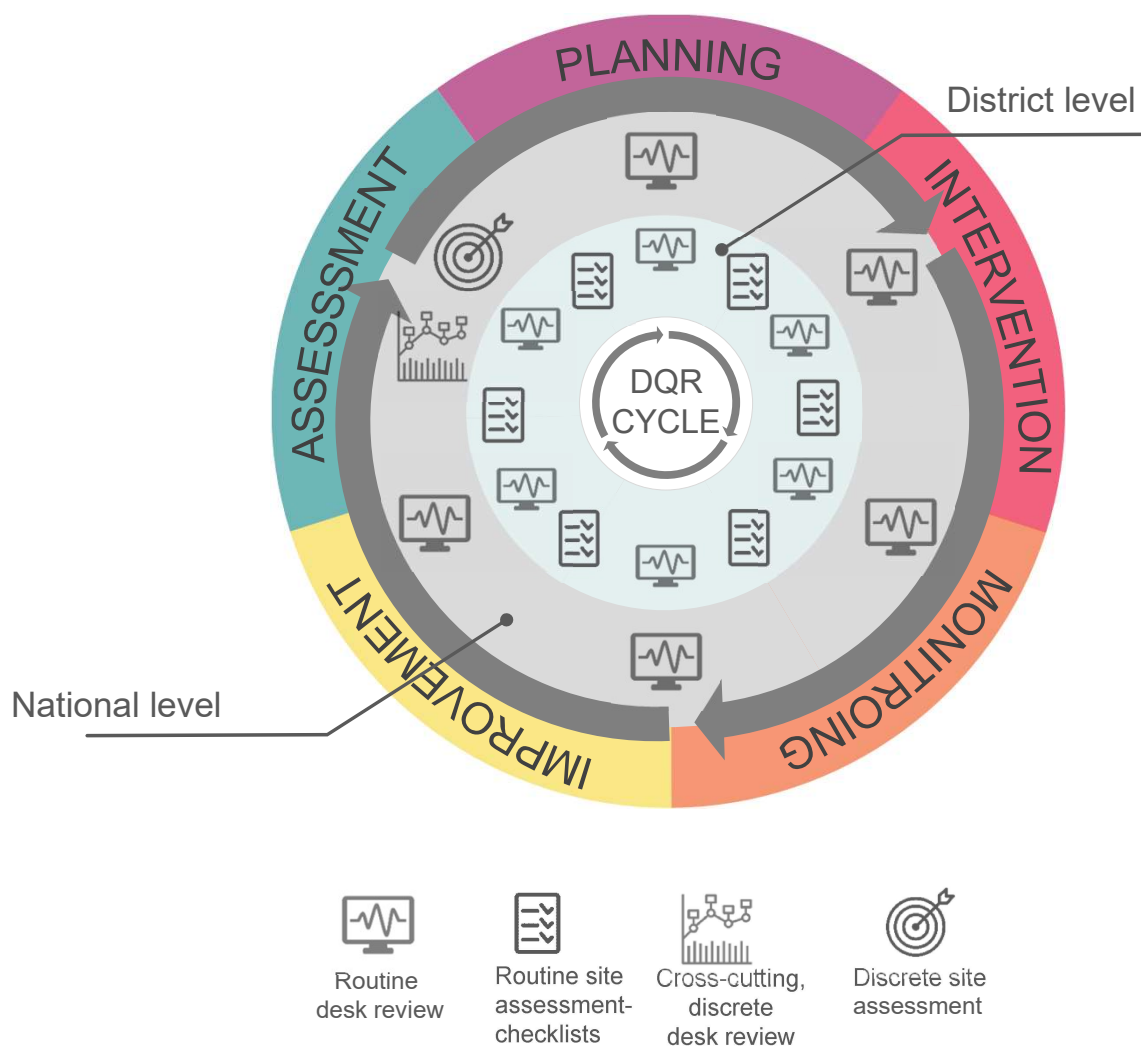 PLANNING
District level
INTERVENTION
ASSESSSMENT
DQR
CYCLE
MONITROING
IMPROVEMENT
National level
Routine
desk review
Routine site
assessment-
checklists
Cross-cutting,
discrete
desk review
Discrete site
assessment